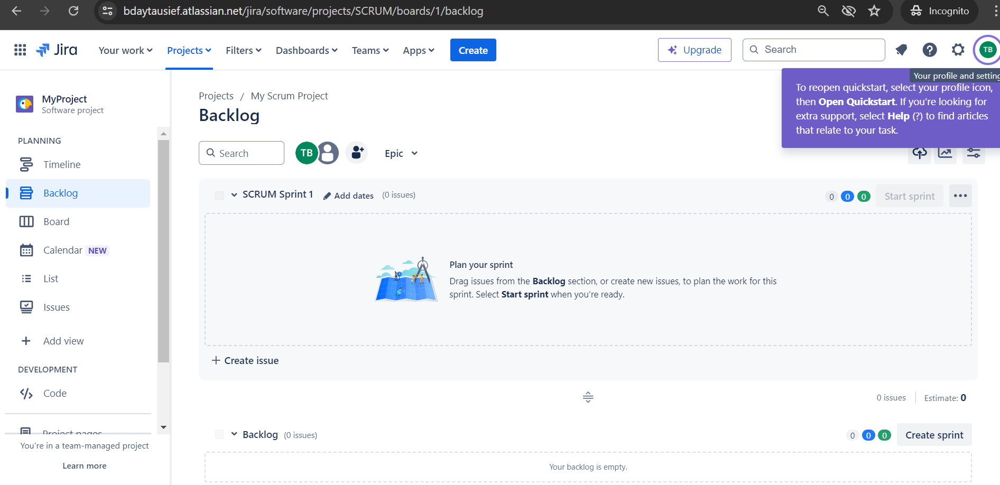 bdaytausief.atlassian.net/jira/software/projects/SCRUM/boards/1/backlog
Incognito
Jira
Your work
Projects
Filters
Dashboards
Teams
Apps
Create
Upgrade
Search
TB
Your profile and setting
To reopen quickstart, select your profile icon,
then Open Quickstart. If you’re looking for
extra support, select Help (?) to find articles
that relate to your task.
MyProject
Software project
PLANNING
Timeline
Backlog
Board
Calendar NEW
List
Issues
Add view
DEVELOPMENT
Code
Project pages
You're in a team-managed project
Learn more
Projects / My Scrum Project
Backlog
Search
TB
Epic
SCRUM Sprint 1 Add dates (0 issues)
0 0 0 Start sprint
Plan your sprint
Drag issues from the Backlog section, or create new issues, to plan the work for this
sprint. Select Start sprint when you're ready.
+ Create issue
0 issues Estimate: 0
Backlog (0 issues)
0 0 0 Create sprint
Your backlog is empty.